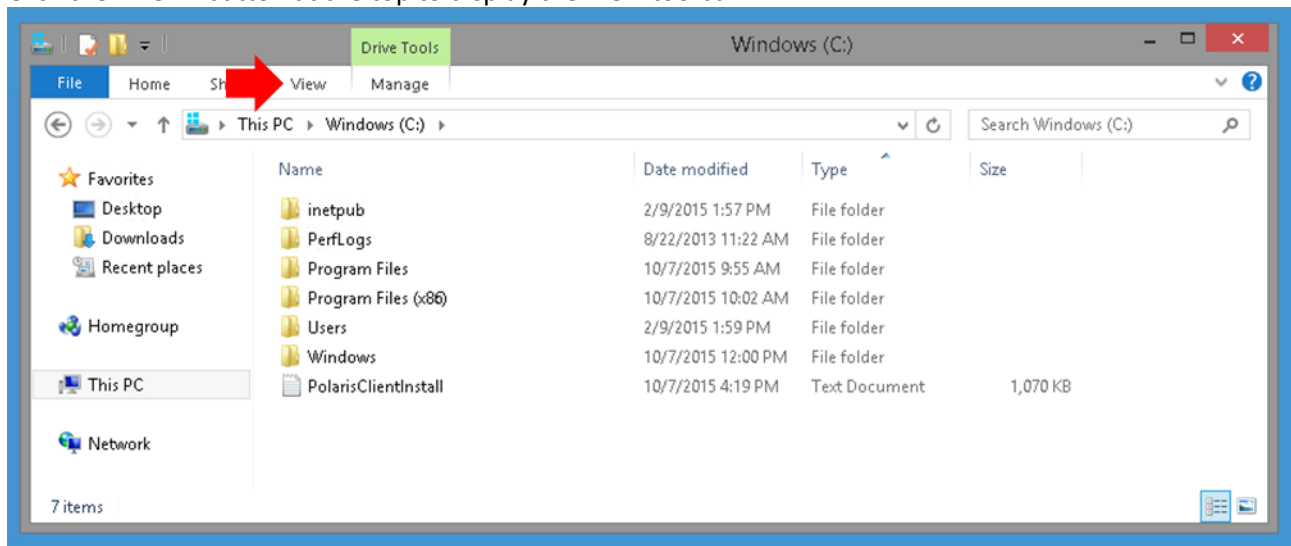 Drive Tools
Windows (C:)
File Home Sh View Manage
This PC Windows (C:) Search Windows (C:)
Name Date modified Type Size
Favorites
Desktop
Downloads
Recent places
Homegroup
This PC
Network
inetpub 2/9/2015 1:57 PM File folder
PerfLogs 8/22/2013 11:22 AM File folder
Program Files 10/7/2015 9:55 AM File folder
Program Files (x86) 10/7/2015 10:02 AM File folder
Users 2/9/2015 1:59 PM File folder
Windows 10/7/2015 12:00 PM File folder
PolarisClientInstall 10/7/2015 4:19 PM Text Document 1,070 KB
7 items